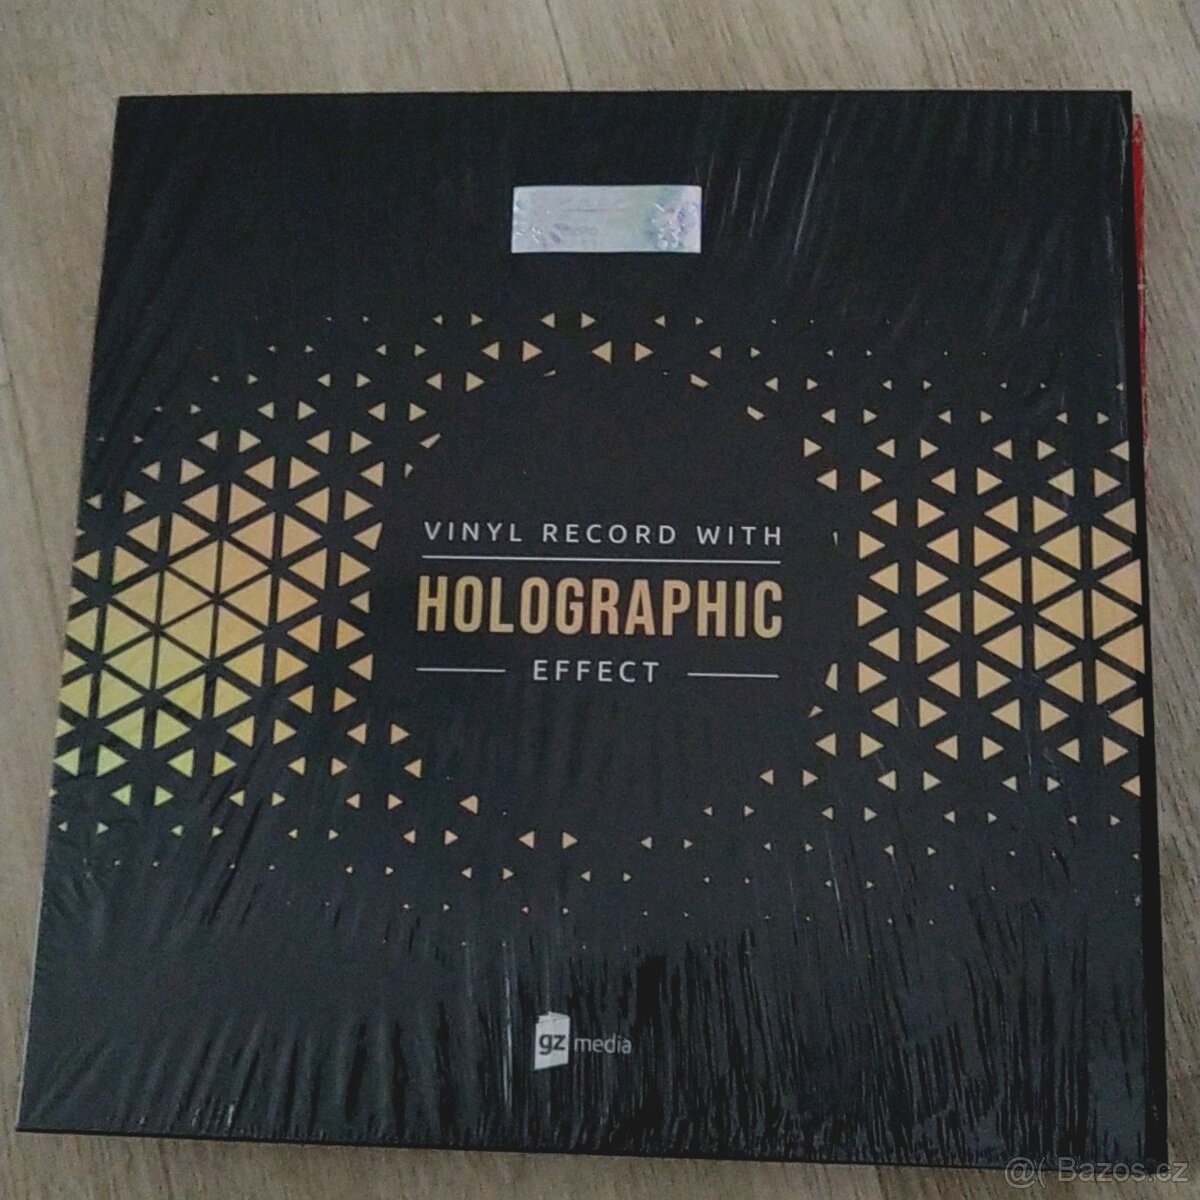 VINYL RECORD WITH
HOLOGRAPHIC
EFFECT
gz media
@( Bazos.cz